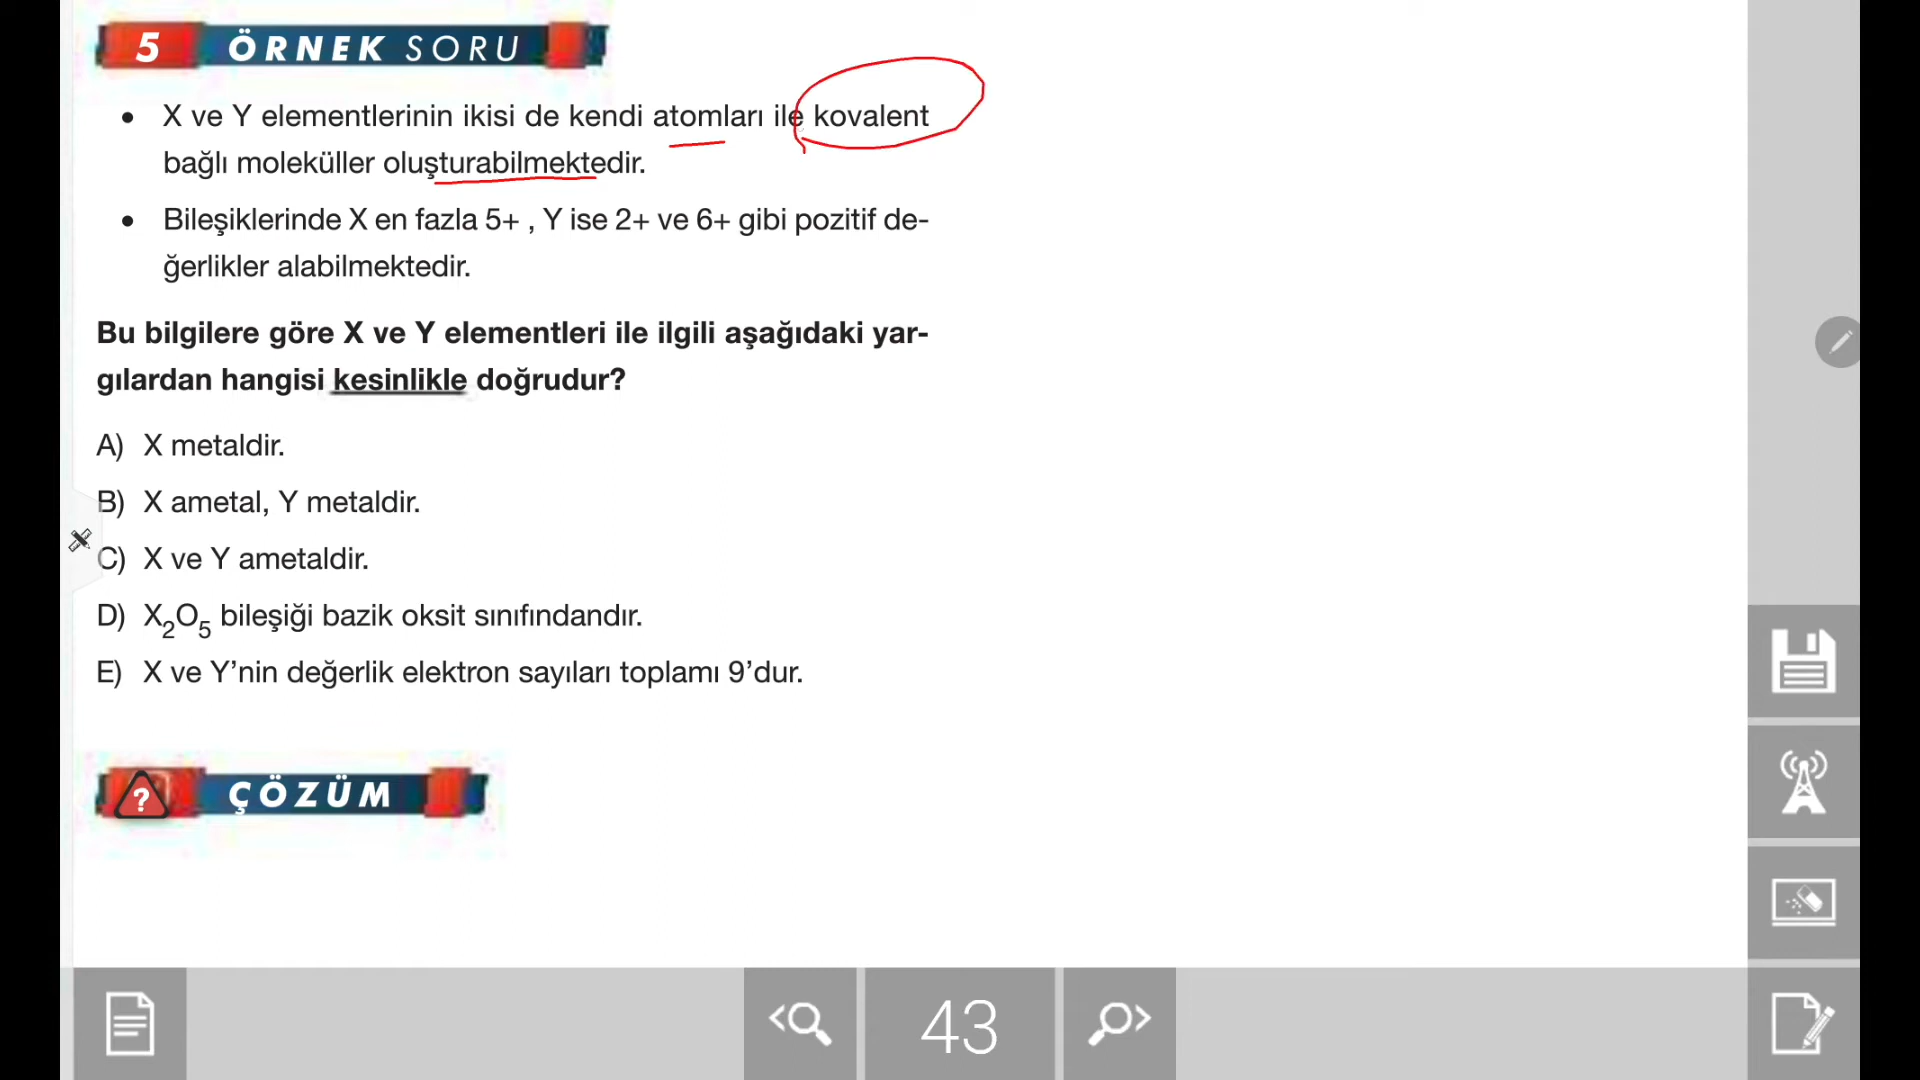 5 ÖRNEK SORU
• X ve Y elementlerinin ikisi de kendi atomları ile kovalent
bağlı moleküller oluşturabilmektedir.
• Bileşiklerinde X en fazla 5+ , Y ise 2+ ve 6+ gibi pozitif de-
ğerlikler alabilmektedir.
Bu bilgilere göre X ve Y elementleri ile ilgili aşağıdaki yar-
gılardan hangisi kesinlikle doğrudur?
A) X metaldir.
B) X ametal, Y metaldir.
C) X ve Y ametaldir.
D) X₂O₅ bileşiği bazik oksit sınıfındandır.
E) X ve Y’nin değerlik elektron sayıları toplamı 9’dur.
? ÇÖZÜM
43